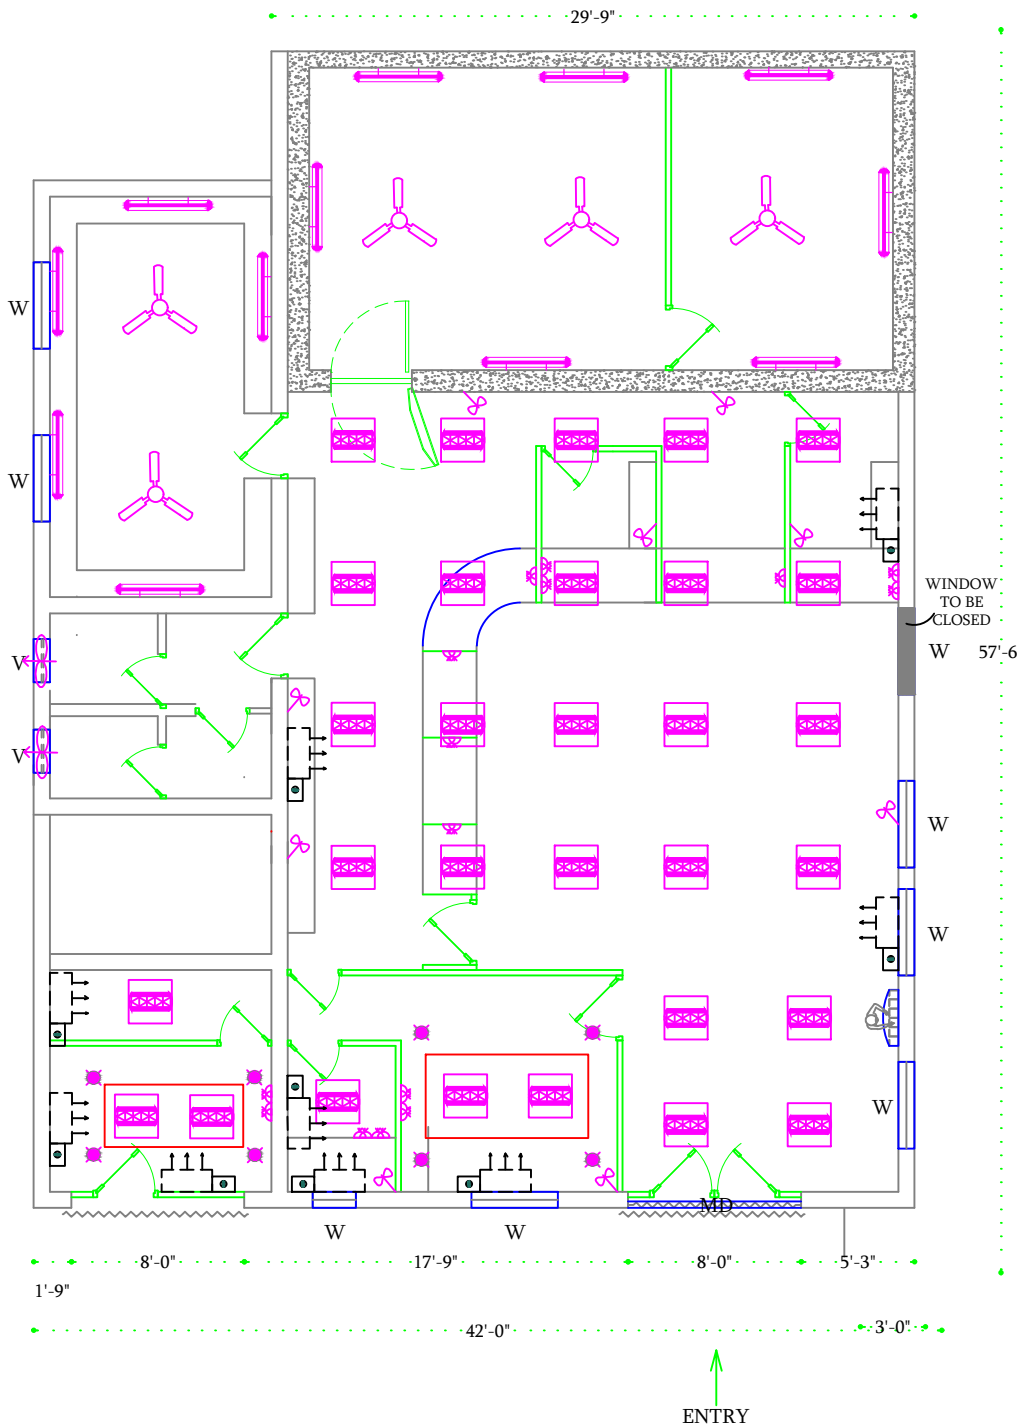 29'-9"
W
W
WINDOW
TO BE
CLOSED
W
57'-6
V
V
W
W
W
MD
W
W
8'-0"
17'-9"
8'-0"
5'-3"
1'-9"
42'-0"
3'-0"
ENTRY